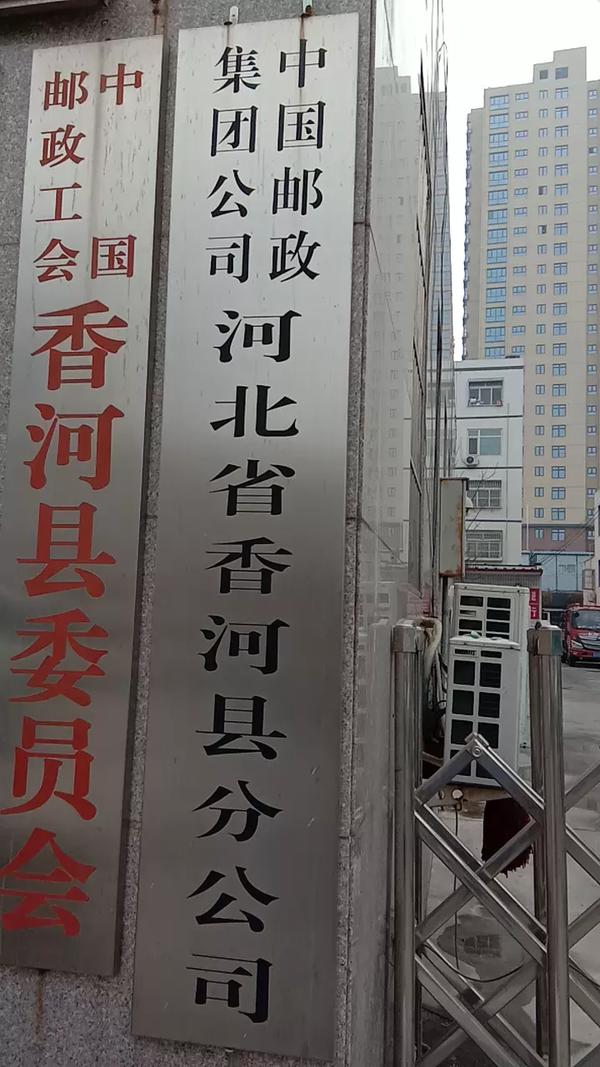 中国
邮政工会
香河县委员会
中国邮政
集团公司
河北省香河县分公司